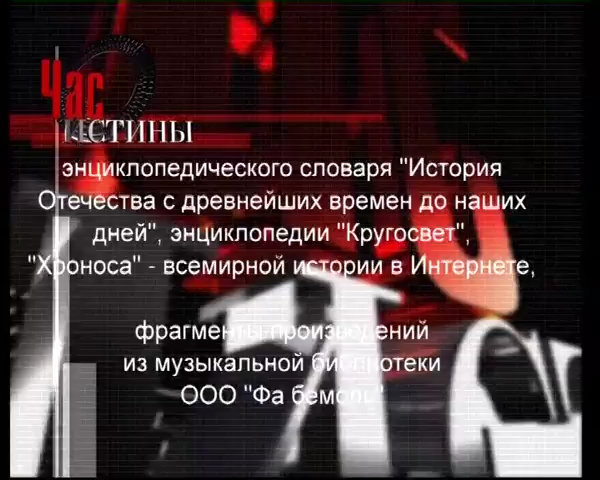 Час
ИСТИНЫ
энциклопедического словаря "История
Отечества с древнейших времен до наших
дней", энциклопедии "Кругосвет",
"Хроноса" - всемирной истории в Интернете,
фрагменты произведений
из музыкальной библиотеки
ООО "Фа бемоль"